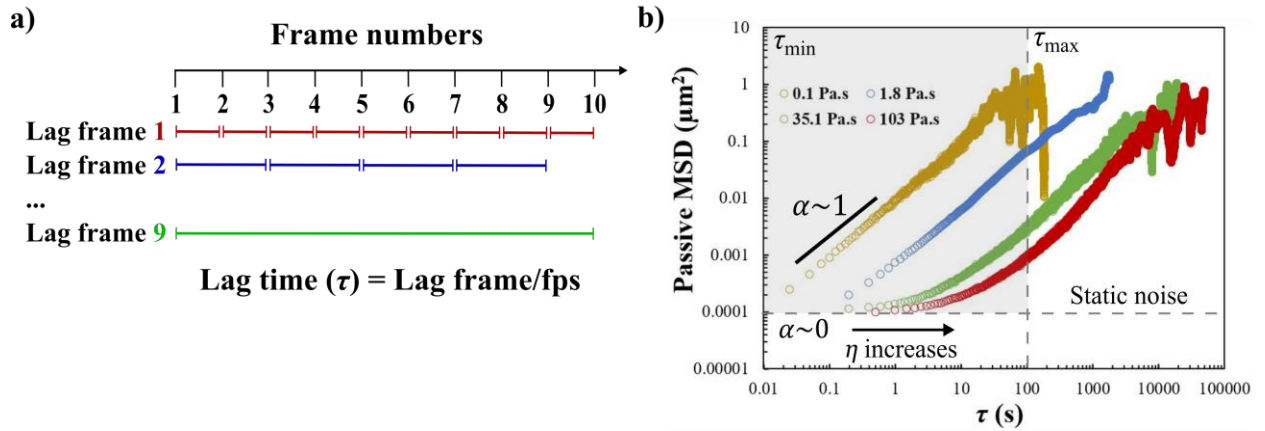 a)
Frame numbers
1 2 3 4 5 6 7 8 9 10
Lag frame 1
Lag frame 2
...
Lag frame 9
Lag time (τ) = Lag frame/fps
b)
Passive MSD (μm²)
10
1
0.1
0.01
0.001
0.0001
0.00001
τmin
τmax
0.1 Pa.s 1.8 Pa.s
35.1 Pa.s 103 Pa.s
α~1
α~0
Static noise
η increases
0.01 0.1 1 10 100 1000 10000 100000
τ (s)